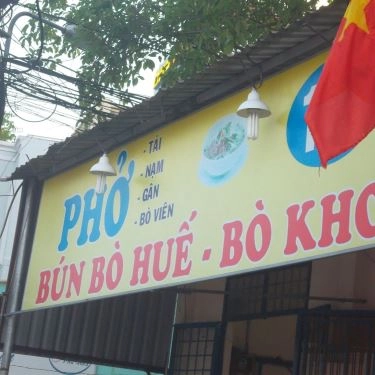 PHỞ
- TÁI
- NẠM
- GÂN
- BÒ VIÊN
BÚN BÒ HUẾ - BÒ KHO